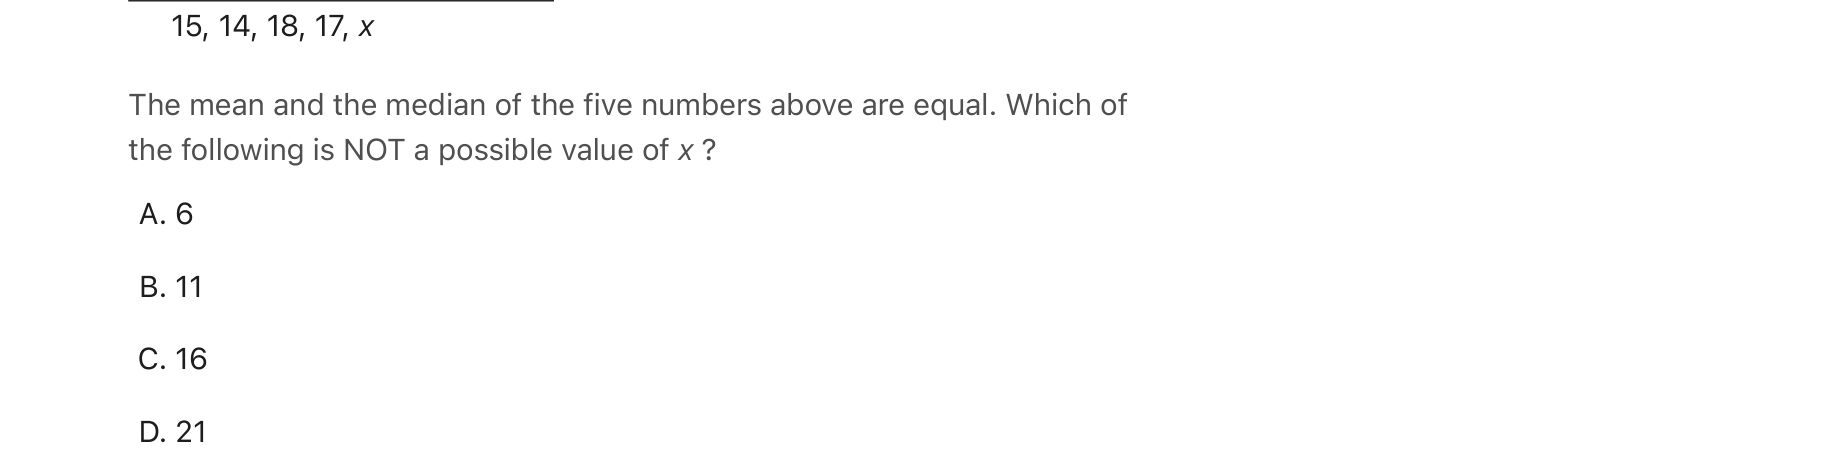 15, 14, 18, 17, x
The mean and the median of the five numbers above are equal. Which of
the following is NOT a possible value of x ?
A. 6
B. 11
C. 16
D. 21